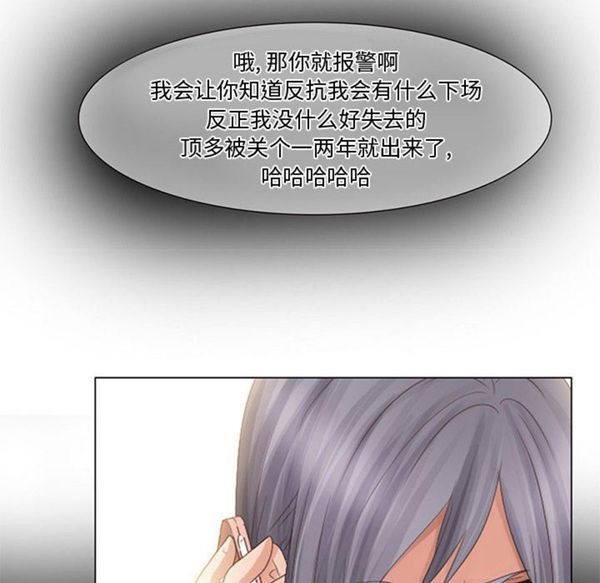 哦, 那你就报警啊
我会让你知道反抗我会有什么下场
反正我没什么好失去的
顶多被关个一两年就出来了,
哈哈哈哈哈